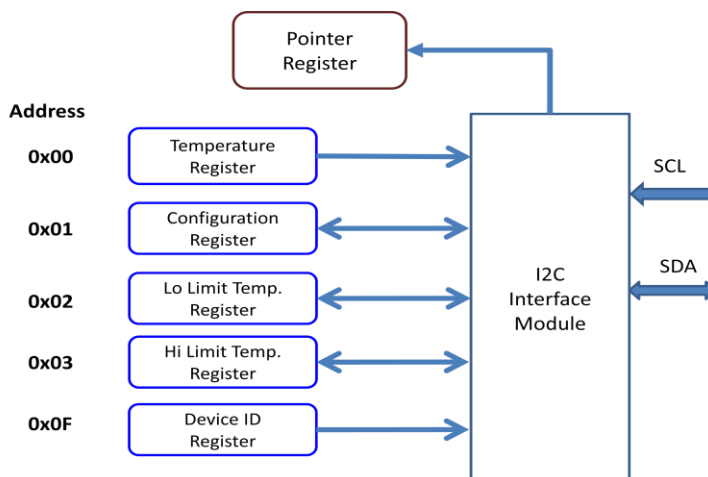 Pointer
Register
Address
0x00
Temperature
Register
SCL
0x01
Configuration
Register
SDA
I2C
Interface
Module
0x02
Lo Limit Temp.
Register
0x03
Hi Limit Temp.
Register
0x0F
Device ID
Register